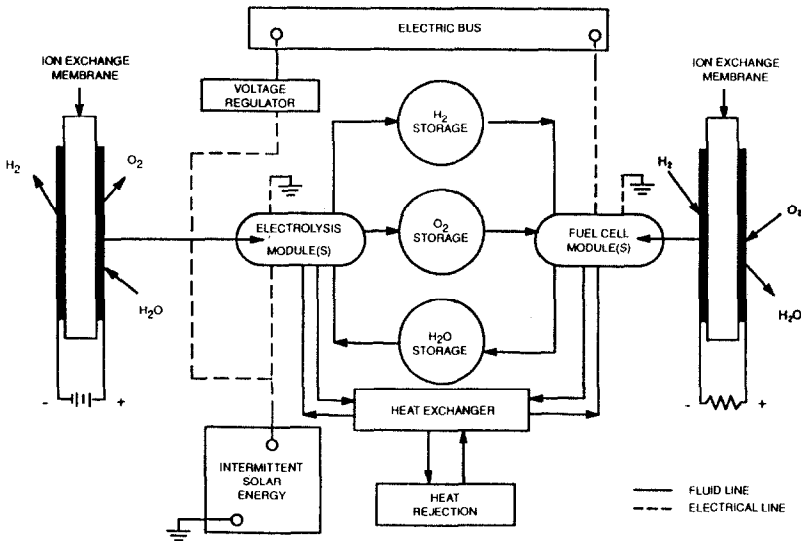 ELECTRIC BUS
ION EXCHANGE
MEMBRANE
VOLTAGE
REGULATOR
ION EXCHANGE
MEMBRANE
H2
STORAGE
H2
O2
H2
O2
ELECTROLYSIS
MODULE(S)
O2
STORAGE
FUEL CELL
MODULE(S)
H2O
H2O
H2O
STORAGE
- +
HEAT EXCHANGER
- +
INTERMITTENT
SOLAR
ENERGY
HEAT
REJECTION
FLUID LINE
ELECTRICAL LINE